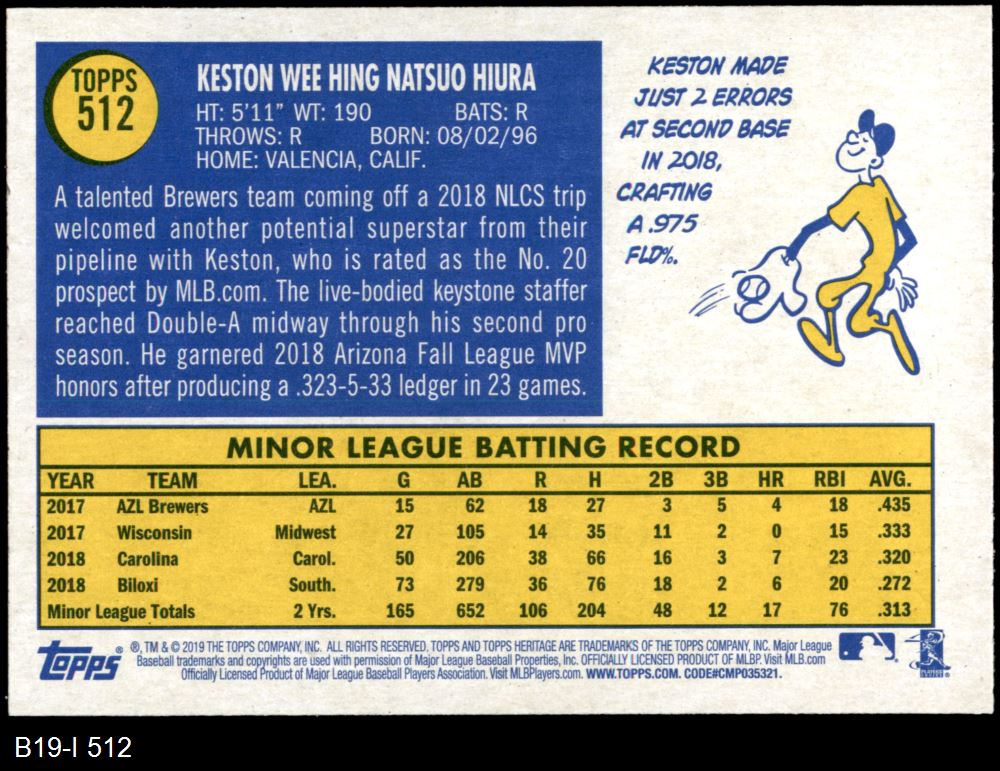 TOPPS
512
KESTON WEE HING NATSUO HIURA
HT: 5'11" WT: 190 BATS: R
THROWS: R BORN: 08/02/96
HOME: VALENCIA, CALIF.
A talented Brewers team coming off a 2018 NLCS trip
welcomed another potential superstar from their
pipeline with Keston, who is rated as the No. 20
prospect by MLB.com. The live-bodied keystone staffer
reached Double-A midway through his second pro
season. He garnered 2018 Arizona Fall League MVP
honors after producing a .323-5-33 ledger in 23 games.
KESTON MADE
JUST 2 ERRORS
AT SECOND BASE
IN 2018,
CRAFTING
A .975
FLD%.
MINOR LEAGUE BATTING RECORD
YEAR TEAM LEA. G AB R H 2B 3B HR RBI AVG.
2017 AZL Brewers AZL 15 62 18 27 3 5 4 18 .435
2017 Wisconsin Midwest 27 105 14 35 11 2 0 15 .333
2018 Carolina Carol. 50 206 38 66 16 3 7 23 .320
2018 Biloxi South. 73 279 36 76 18 2 6 20 .272
Minor League Totals 2 Yrs. 165 652 106 204 48 12 17 76 .313
Topps®
®, TM & © 2019 THE TOPPS COMPANY, INC. ALL RIGHTS RESERVED. TOPPS AND TOPPS HERITAGE ARE TRADEMARKS OF THE TOPPS COMPANY, INC. Major League
Baseball trademarks and copyrights are used with permission of Major League Baseball Properties, Inc. OFFICIALLY LICENSED PRODUCT OF MLBP. Visit MLB.com
Officially Licensed Product of Major League Baseball Players Association. Visit MLBPlayers.com. WWW.TOPPS.COM. CODE#CMP035321.
B19-I 512